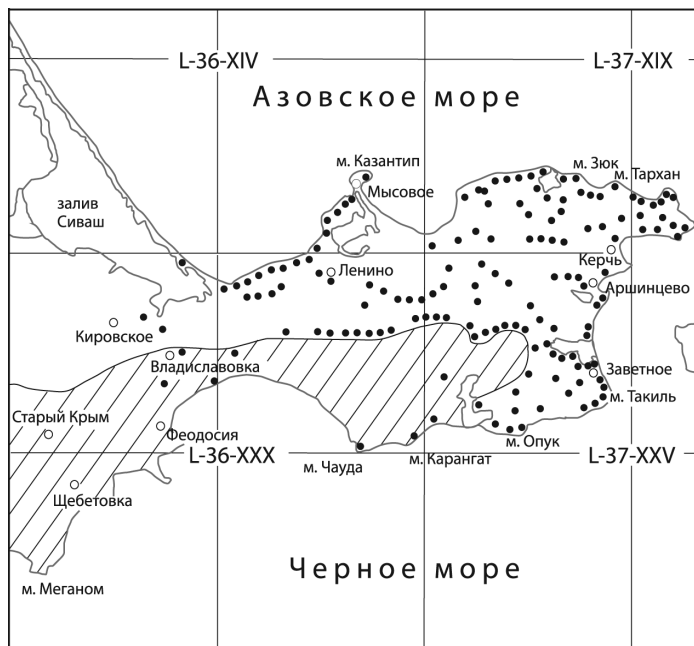 L-36-XIV
L-37-XIX
Азовское море
м. Казантип
м. Зюк
м. Тархан
Мысовое
залив
Сиваш
Керчь
Ленино
Аршинцево
Кировское
Владиславовка
Заветное
м. Такиль
Старый Крым
Феодосия
м. Опук
L-36-XXX
м. Чауда
м. Карангат
L-37-XXV
Щебетовка
Черное море
м. Меганом